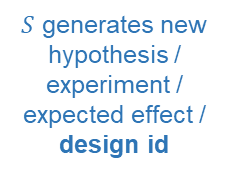 S generates new
hypothesis /
experiment /
expected effect /
design id